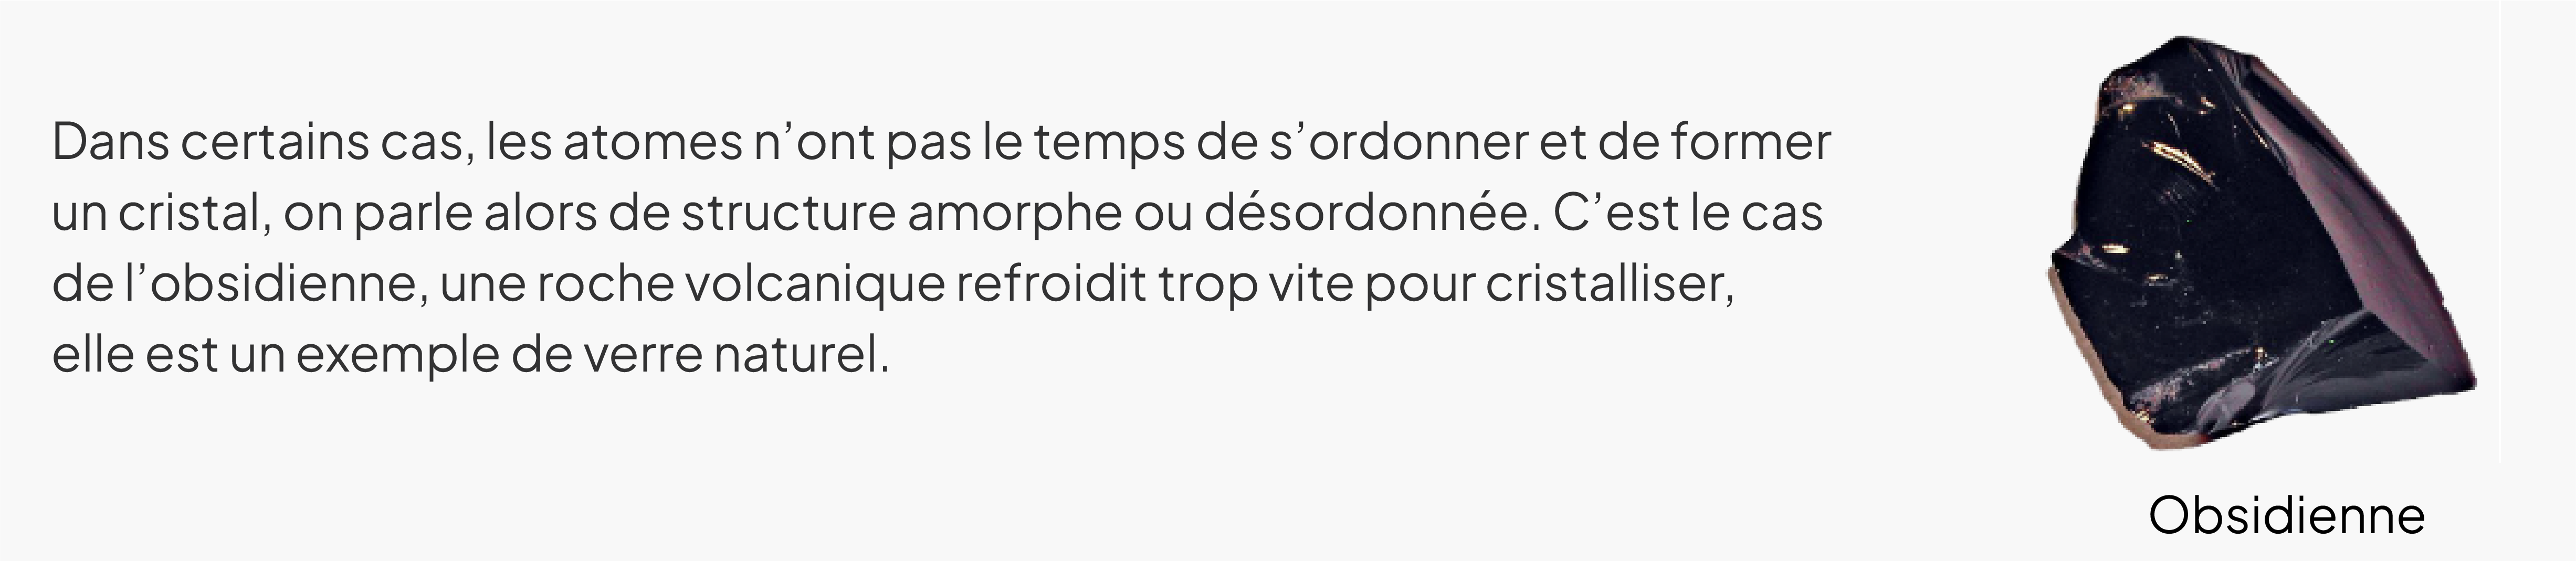 Dans certains cas, les atomes n’ont pas le temps de s’ordonner et de former
un cristal, on parle alors de structure amorphe ou désordonnée. C’est le cas
de l’obsidienne, une roche volcanique refroidit trop vite pour cristalliser,
elle est un exemple de verre naturel.
Obsidienne